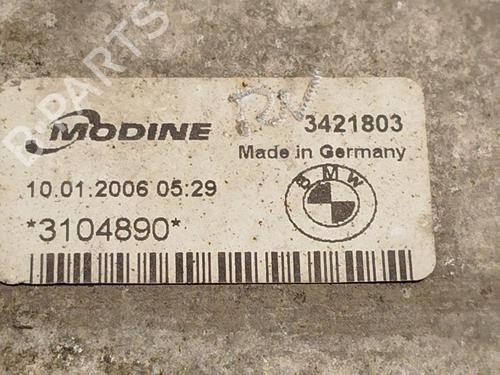 B-PARTS
MODINE
3421803
Made in Germany
10.01.2006 05:29
*3104890*
BMW